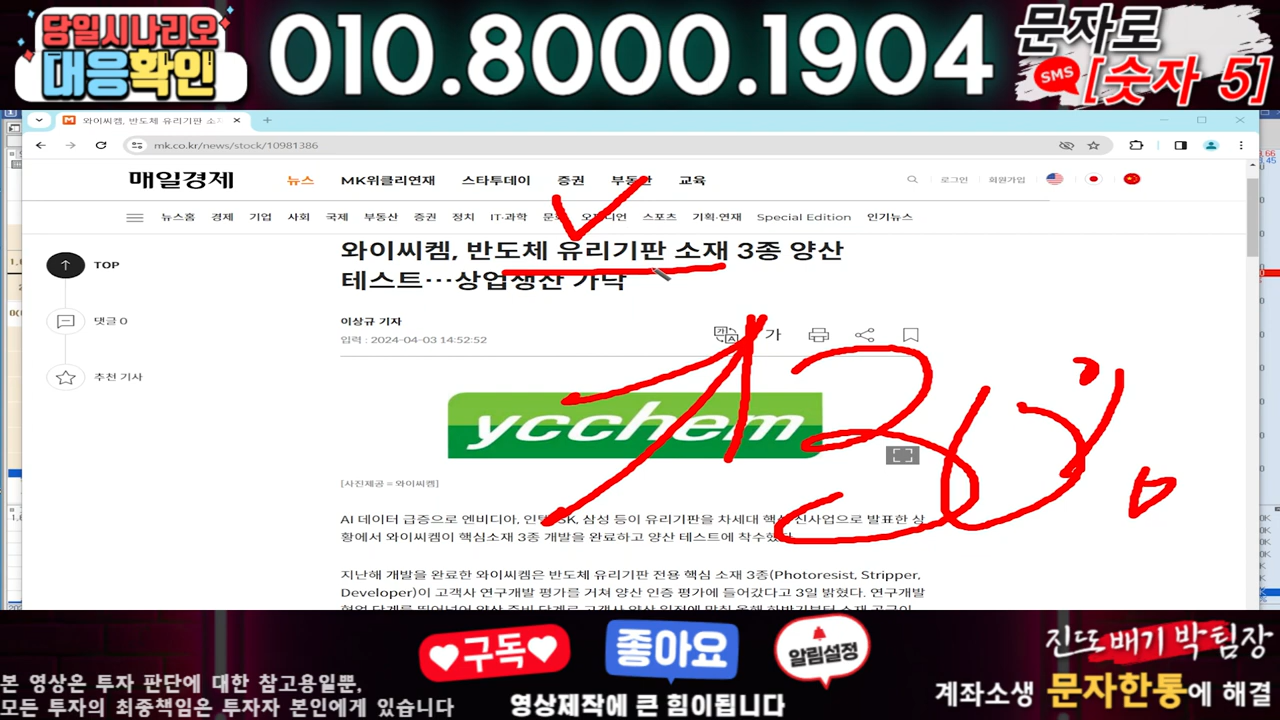 당일시나리오
대응확인
010.8000.1904
문자로
SMS
[숫자 5]
와이씨켐, 반도체 유리기판 소재
mk.co.kr/news/stock/10981386
매일경제
뉴스 MK위클리연재 스타투데이 증권 부동산 교육
로그인 회원가입
뉴스홈 경제 기업 사회 국제 부동산 증권 정치 IT·과학 문화 오피니언 스포츠 기획·연재 Special Edition 인기뉴스
TOP
댓글 0
추천 기사
와이씨켐, 반도체 유리기판 소재 3종 양산
테스트…상업생산 가닥
이상규 기자
입력 : 2024-04-03 14:52:52
가
ycchem
30%
[사진제공 = 와이씨켐]
AI 데이터 급증으로 엔비디아, 인텔, SK, 삼성 등이 유리기판을 차세대 핵심 신사업으로 발표한 상
황에서 와이씨켐이 핵심소재 3종 개발을 완료하고 양산 테스트에 착수했다.
지난해 개발을 완료한 와이씨켐은 반도체 유리기판 전용 핵심 소재 3종(Photoresist, Stripper,
Developer)이 고객사 연구개발 평가를 거쳐 양산 인증 평가에 들어갔다고 3일 밝혔다. 연구개발
구독
좋아요
알림설정
영상제작에 큰 힘이됩니다
본 영상은 투자 판단에 대한 참고용일뿐,
모든 투자의 최종책임은 투자자 본인에게 있습니다
진또배기 박팀장
계좌소생 문자한통에 해결